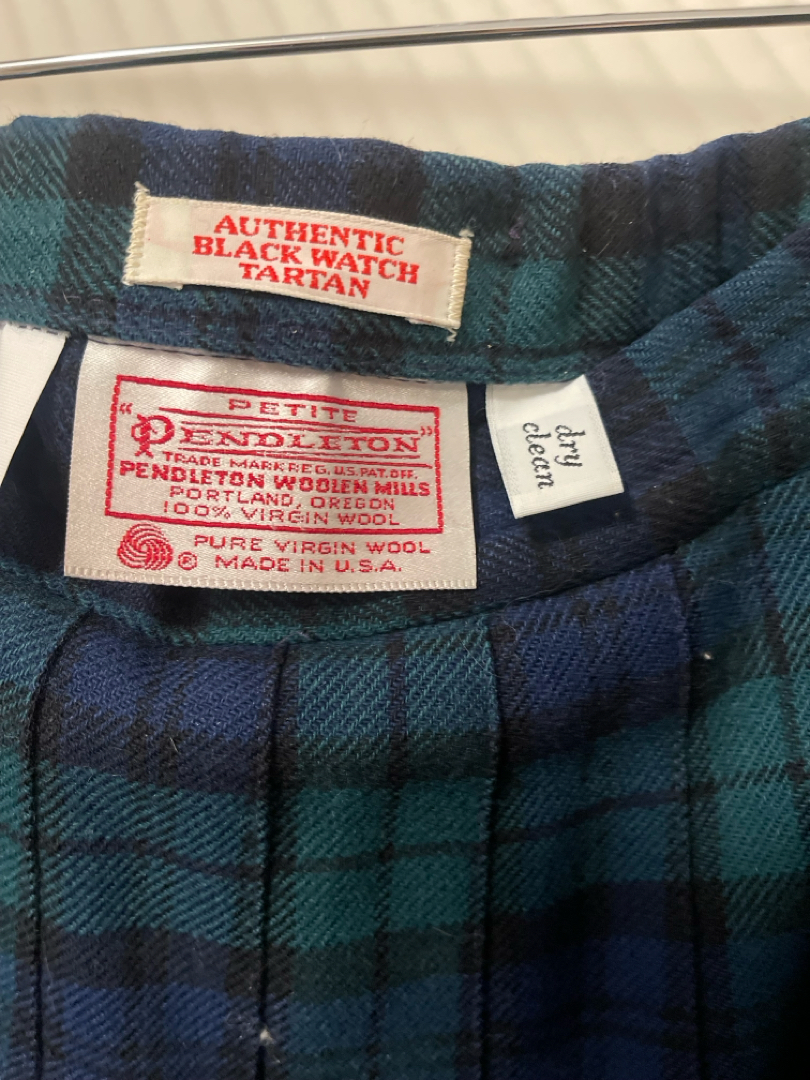 AUTHENTIC
BLACK WATCH
TARTAN
PETITE
"PENDLETON"
TRADE MARK REG. U.S. PAT. OFF.
PENDLETON WOOLEN MILLS
PORTLAND, OREGON
100% VIRGIN WOOL
® PURE VIRGIN WOOL
MADE IN U.S.A.
dry
clean